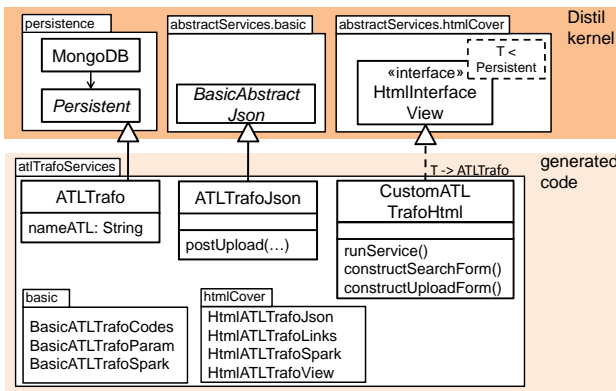 persistence
MongoDB
Persistent
abstractServices.basic
BasicAbstract
Json
abstractServices.htmlCover
T <
Persistent
«interface»
HtmlInterface
View
Distil
kernel
atlTrafoServices
T -> ATLTrafo
generated
code
ATLTrafo
nameATL: String
ATLTrafoJson
postUpload(…)
CustomATL
TrafoHtml
runService()
constructSearchForm()
constructUploadForm()
basic
BasicATLTrafoCodes
BasicATLTrafoParam
BasicATLTrafoSpark
htmlCover
HtmlATLTrafoJson
HtmlATLTrafoLinks
HtmlATLTrafoSpark
HtmlATLTrafoView